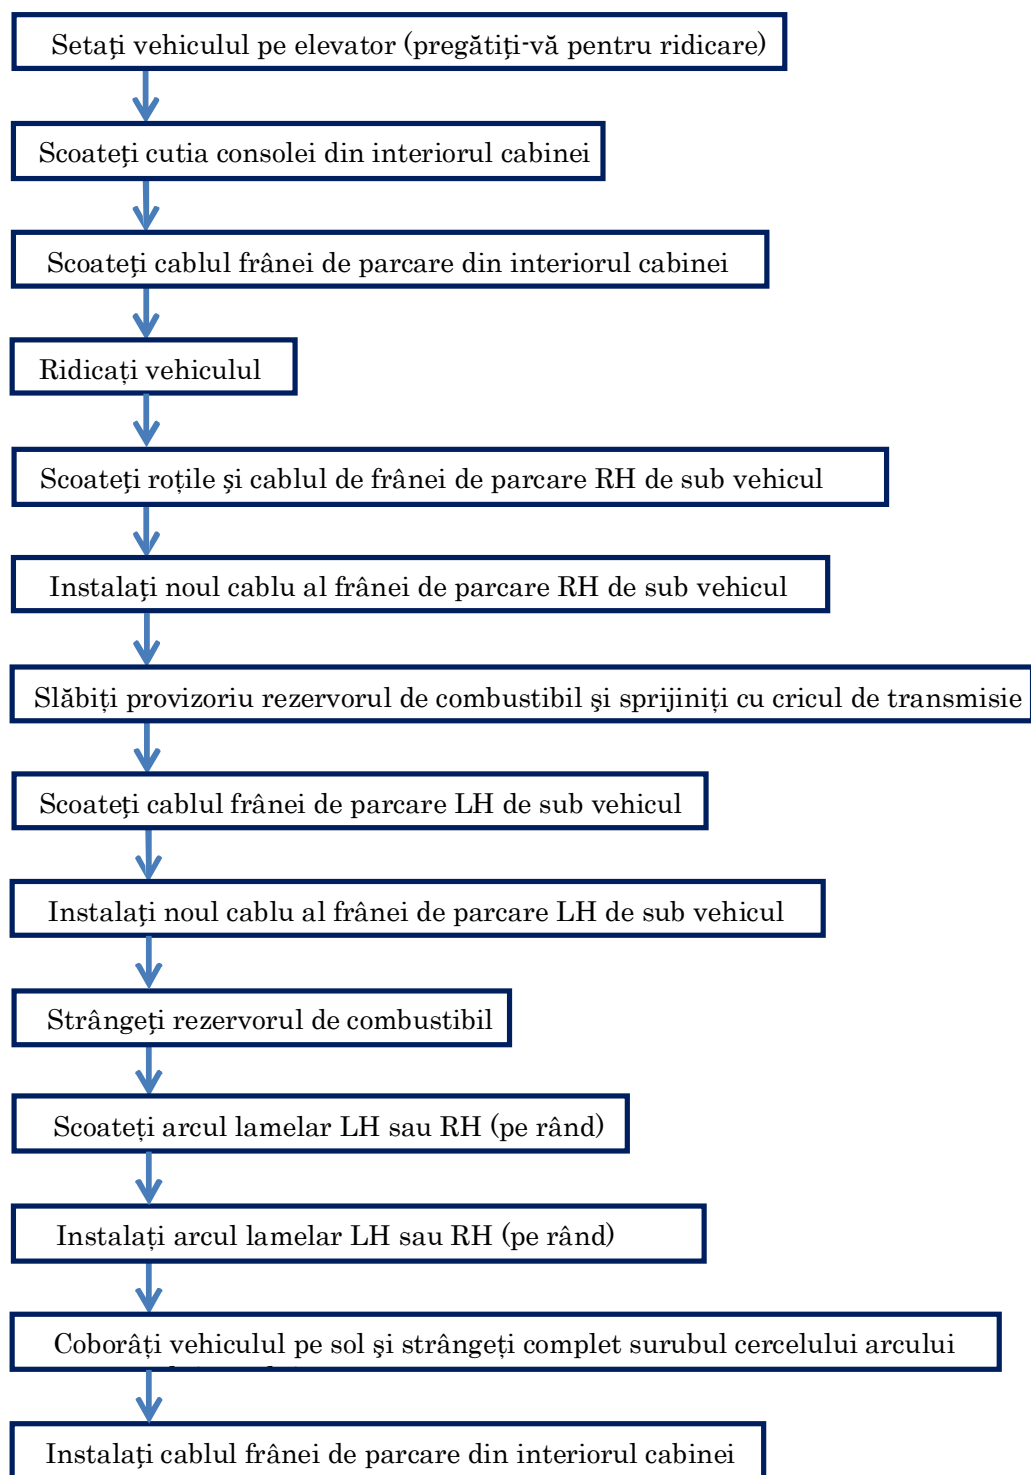 Setați vehiculul pe elevator (pregătiți-vă pentru ridicare)
Scoateți cutia consolei din interiorul cabinei
Scoateți cablul frânei de parcare din interiorul cabinei
Ridicați vehiculul
Scoateți roțile și cablul de frânei de parcare RH de sub vehicul
Instalați noul cablu al frânei de parcare RH de sub vehicul
Slăbiți provizoriu rezervorul de combustibil și sprijiniți cu cricul de transmisie
Scoateți cablul frânei de parcare LH de sub vehicul
Instalați noul cablu al frânei de parcare LH de sub vehicul
Strângeți rezervorul de combustibil
Scoateți arcul lamelar LH sau RH (pe rând)
Instalați arcul lamelar LH sau RH (pe rând)
Coborâți vehiculul pe sol și strângeți complet surubul cercelului arcului
Instalați cablul frânei de parcare din interiorul cabinei